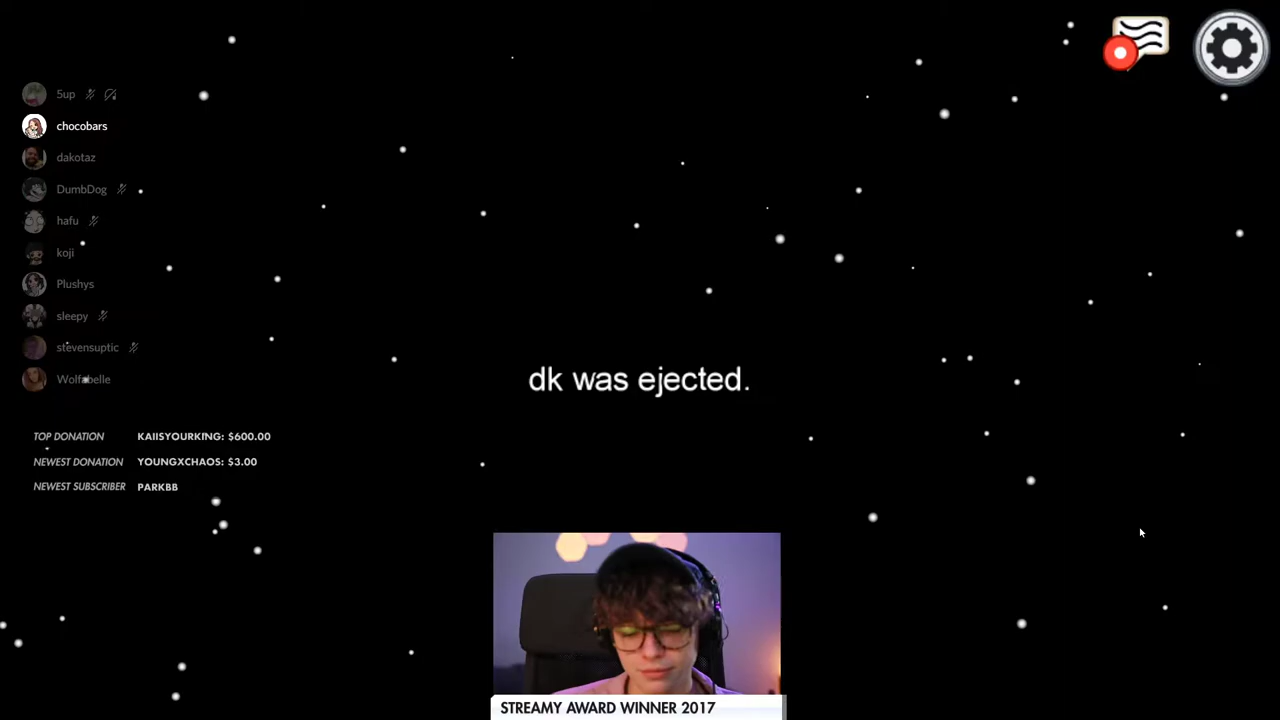 5up
chocobars
dakotaz
DumbDog
hafu
koji
Plushys
sleepy
stevensuptic
Wolfabelle
dk was ejected.
TOP DONATION KAIISYOURKING: $600.00
NEWEST DONATION YOUNGXCHAOS: $3.00
NEWEST SUBSCRIBER PARKBB
STREAMY AWARD WINNER 2017